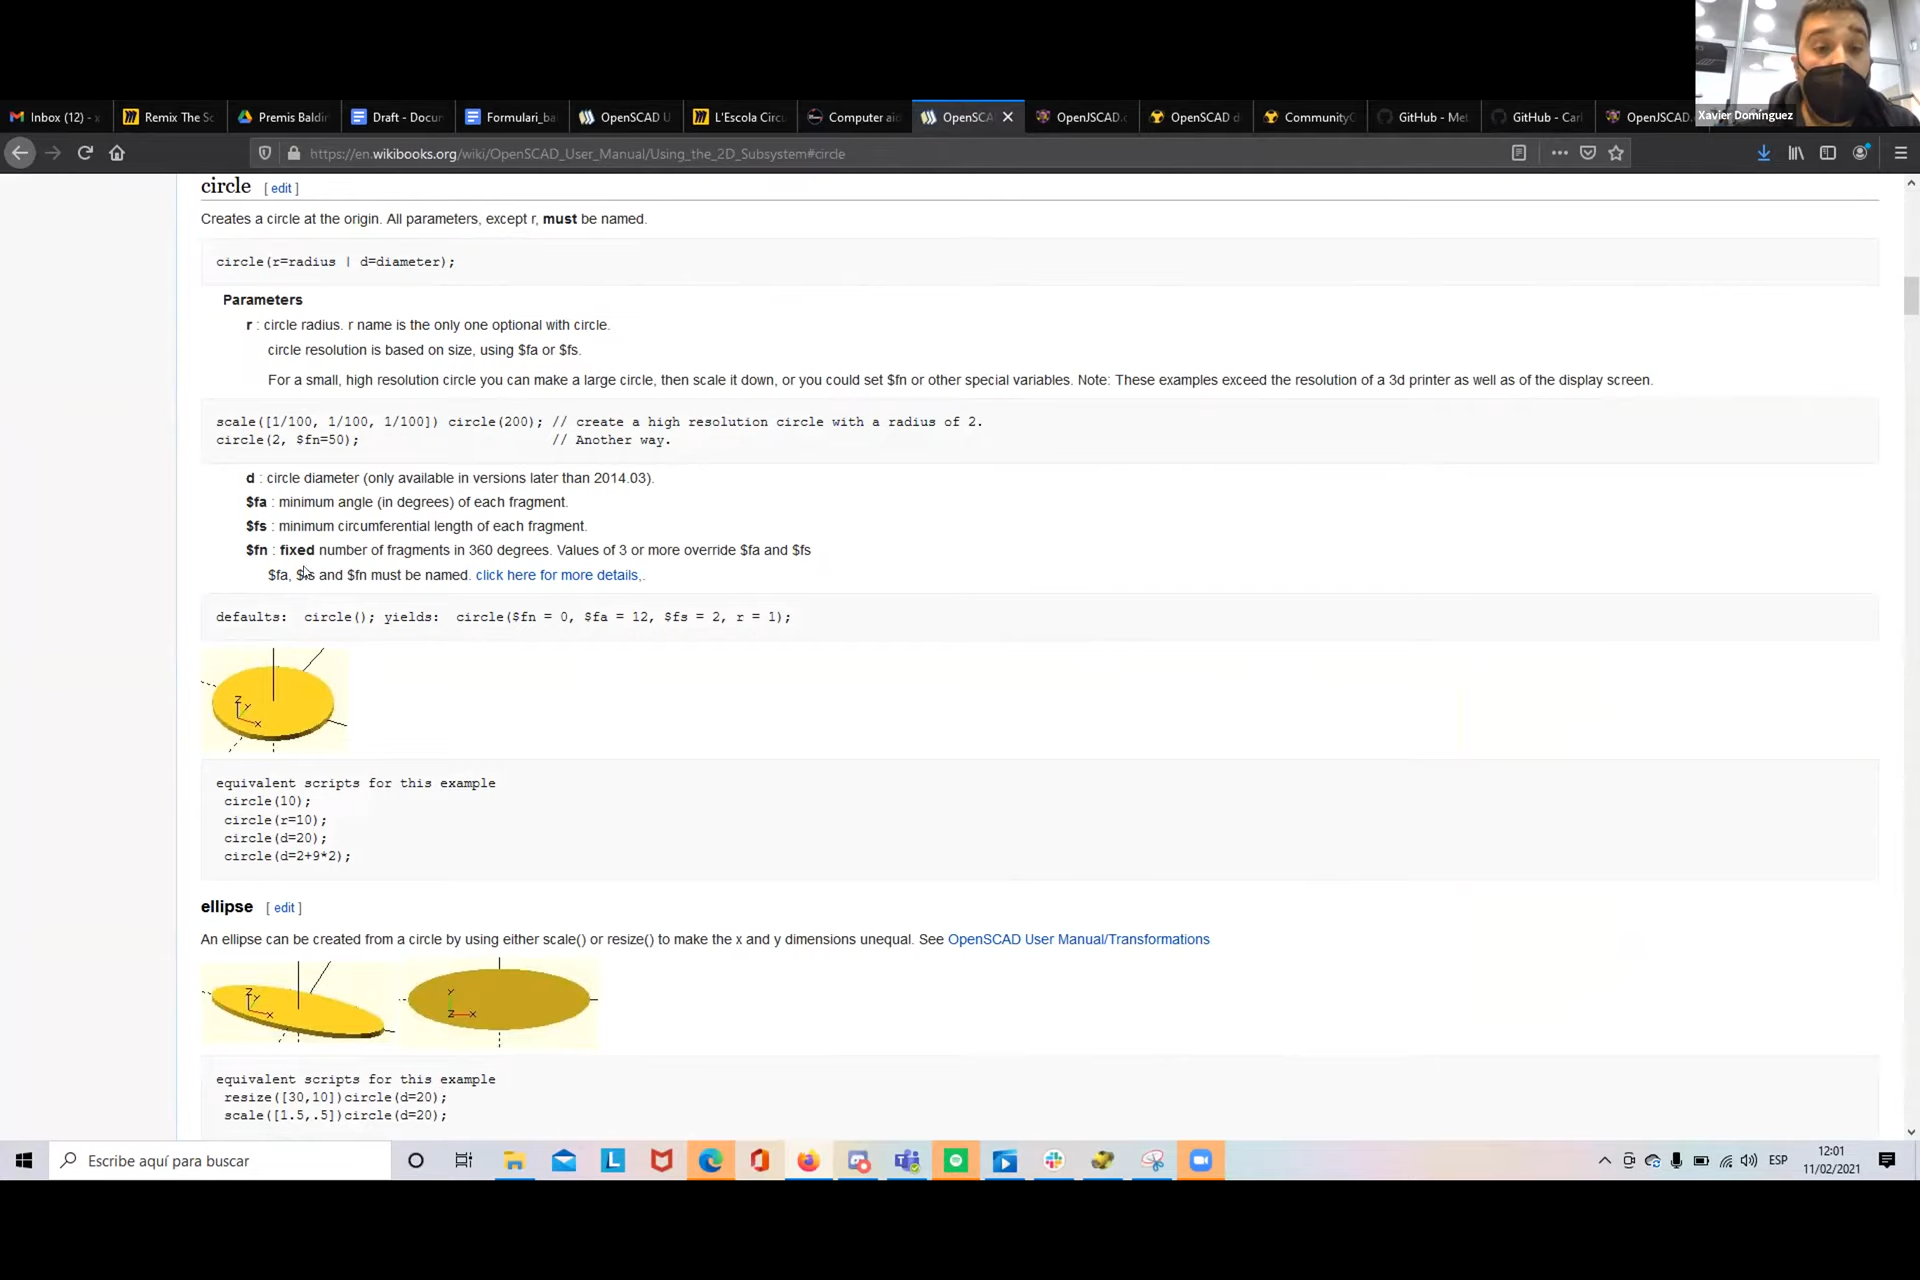 Xavier Domínguez
Inbox (12) - x
Remix The Sc
Premis Baldir
Draft - Docur
Formulari_ba
OpenSCAD U
L'Escola Circu
Computer aid
OpenSCA
OpenJSCAD.c
OpenSCAD d
CommunityC
GitHub - Met
GitHub - Carl
OpenJSCAD.
https://en.wikibooks.org/wiki/OpenSCAD_User_Manual/Using_the_2D_Subsystem#circle
circle [ edit ]
Creates a circle at the origin. All parameters, except r, must be named.
circle(r=radius | d=diameter);
Parameters
r : circle radius. r name is the only one optional with circle.
circle resolution is based on size, using $fa or $fs.
For a small, high resolution circle you can make a large circle, then scale it down, or you could set $fn or other special variables. Note: These examples exceed the resolution of a 3d printer as well as of the display screen.
scale([1/100, 1/100, 1/100]) circle(200); // create a high resolution circle with a radius of 2.
circle(2, $fn=50); // Another way.
d : circle diameter (only available in versions later than 2014.03).
$fa : minimum angle (in degrees) of each fragment.
$fs : minimum circumferential length of each fragment.
$fn : fixed number of fragments in 360 degrees. Values of 3 or more override $fa and $fs
$fa, $fs and $fn must be named. click here for more details,.
defaults: circle(); yields: circle($fn = 0, $fa = 12, $fs = 2, r = 1);
Z
Y
X
equivalent scripts for this example
circle(10);
circle(r=10);
circle(d=20);
circle(d=2+9*2);
ellipse [ edit ]
An ellipse can be created from a circle by using either scale() or resize() to make the x and y dimensions unequal. See OpenSCAD User Manual/Transformations
Z
Y
X
Y
Z X
equivalent scripts for this example
resize([30,10])circle(d=20);
scale([1.5,.5])circle(d=20);
Escribe aquí para buscar
L
ESP
12:01
11/02/2021